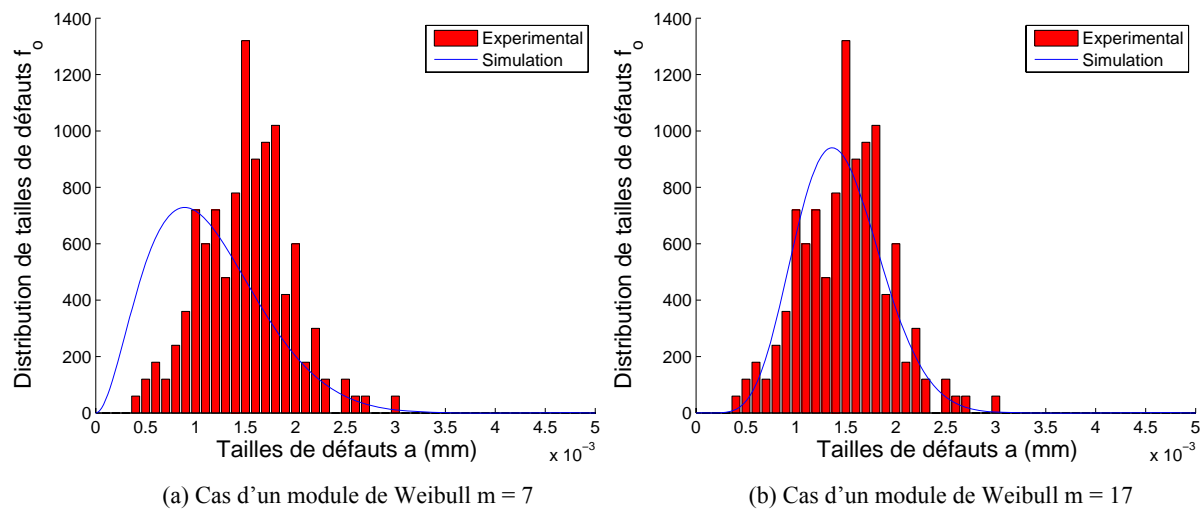 1400
1200
1000
800
600
400
200
0
Distribution de tailles de défauts f_o
Experimental
Simulation
0 0.5 1 1.5 2 2.5 3 3.5 4 4.5 5
x 10⁻³
Tailles de défauts a (mm)
(a) Cas d'un module de Weibull m = 7
1400
1200
1000
800
600
400
200
0
Distribution de tailles de défauts f_o
Experimental
Simulation
0 0.5 1 1.5 2 2.5 3 3.5 4 4.5 5
x 10⁻³
Tailles de défauts a (mm)
(b) Cas d'un module de Weibull m = 17